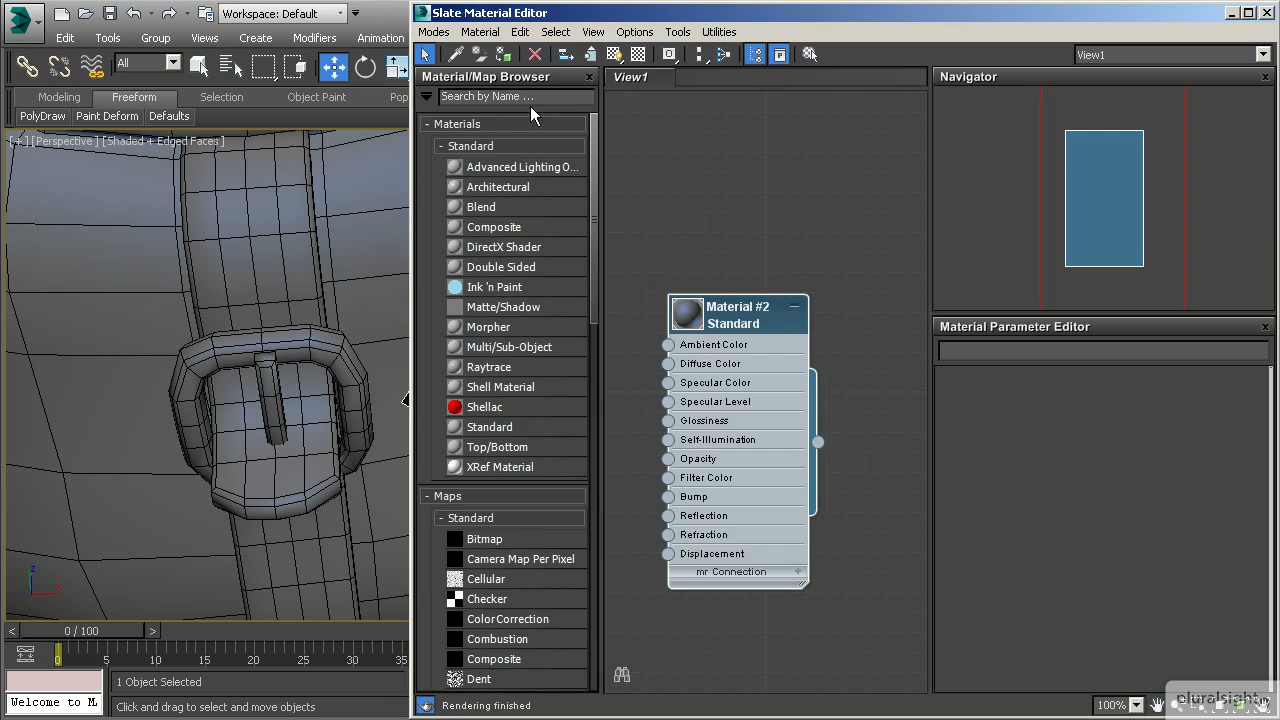 Workspace: Default
Edit
Tools
Group
Views
Create
Modifiers
Animation
All
Modeling
Freeform
Selection
Object Paint
PolyDraw
Paint Deform
Defaults
[ + ] [Perspective ] [Shaded + Edged Faces ]
z
<
0 / 100
>
0
5
10
15
20
25
30
35
1 Object Selected
Welcome to M
Click and drag to select and move objects
Slate Material Editor
Modes
Material
Edit
Select
View
Options
Tools
Utilities
View1
Material/Map Browser
Search by Name ...
- Materials
- Standard
Advanced Lighting O...
Architectural
Blend
Composite
DirectX Shader
Double Sided
Ink 'n Paint
Matte/Shadow
Morpher
Multi/Sub-Object
Raytrace
Shell Material
Shellac
Standard
Top/Bottom
XRef Material
- Maps
- Standard
Bitmap
Camera Map Per Pixel
Cellular
Checker
ColorCorrection
Combustion
Composite
Dent
View1
Material #2
Standard
Ambient Color
Diffuse Color
Specular Color
Specular Level
Glossiness
Self-Illumination
Opacity
Filter Color
Bump
Reflection
Refraction
Displacement
mr Connection +
Navigator
Material Parameter Editor
Rendering finished
100%
pluralsight